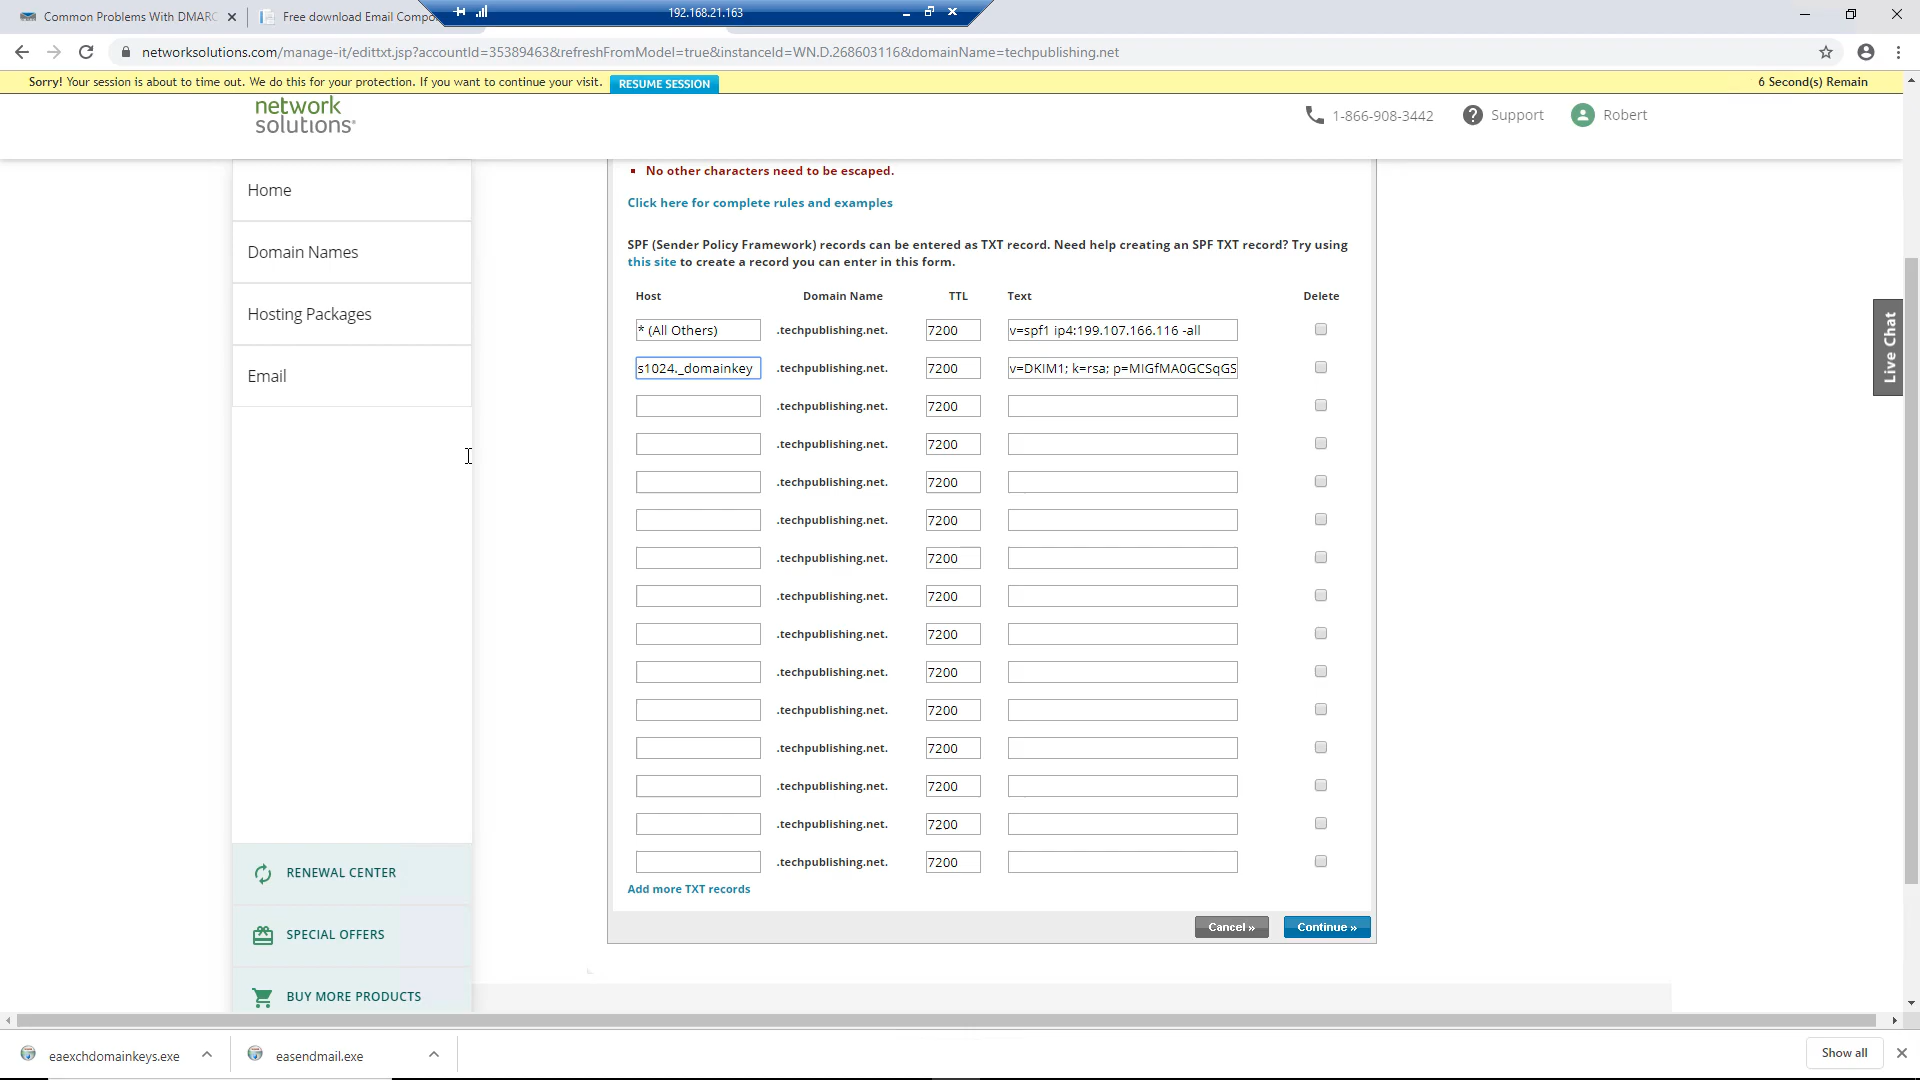 Common Problems With DMARC
Free download Email Compo
192.168.21.163
networksolutions.com/manage-it/edittxt.jsp?accountId=35389463&refreshFromModel=true&instanceId=WN.D.268603116&domainName=techpublishing.net
Sorry! Your session is about to time out. We do this for your protection. If you want to continue your visit. RESUME SESSION 6 Second(s) Remain
network
solutions®
1-866-908-3442 Support Robert
Home
Domain Names
Hosting Packages
Email
RENEWAL CENTER
SPECIAL OFFERS
BUY MORE PRODUCTS
No other characters need to be escaped.
Click here for complete rules and examples
SPF (Sender Policy Framework) records can be entered as TXT record. Need help creating an SPF TXT record? Try using
this site to create a record you can enter in this form.
Host Domain Name TTL Text Delete
* (All Others) .techpublishing.net. 7200 v=spf1 ip4:199.107.166.116 -all
s1024._domainkey .techpublishing.net. 7200 v=DKIM1; k=rsa; p=MIGfMA0GCSqGS
.techpublishing.net. 7200
.techpublishing.net. 7200
.techpublishing.net. 7200
.techpublishing.net. 7200
.techpublishing.net. 7200
.techpublishing.net. 7200
.techpublishing.net. 7200
.techpublishing.net. 7200
.techpublishing.net. 7200
.techpublishing.net. 7200
.techpublishing.net. 7200
.techpublishing.net. 7200
.techpublishing.net. 7200
Add more TXT records
Cancel » Continue »
Live Chat
eaexchdomainkeys.exe easendmail.exe Show all